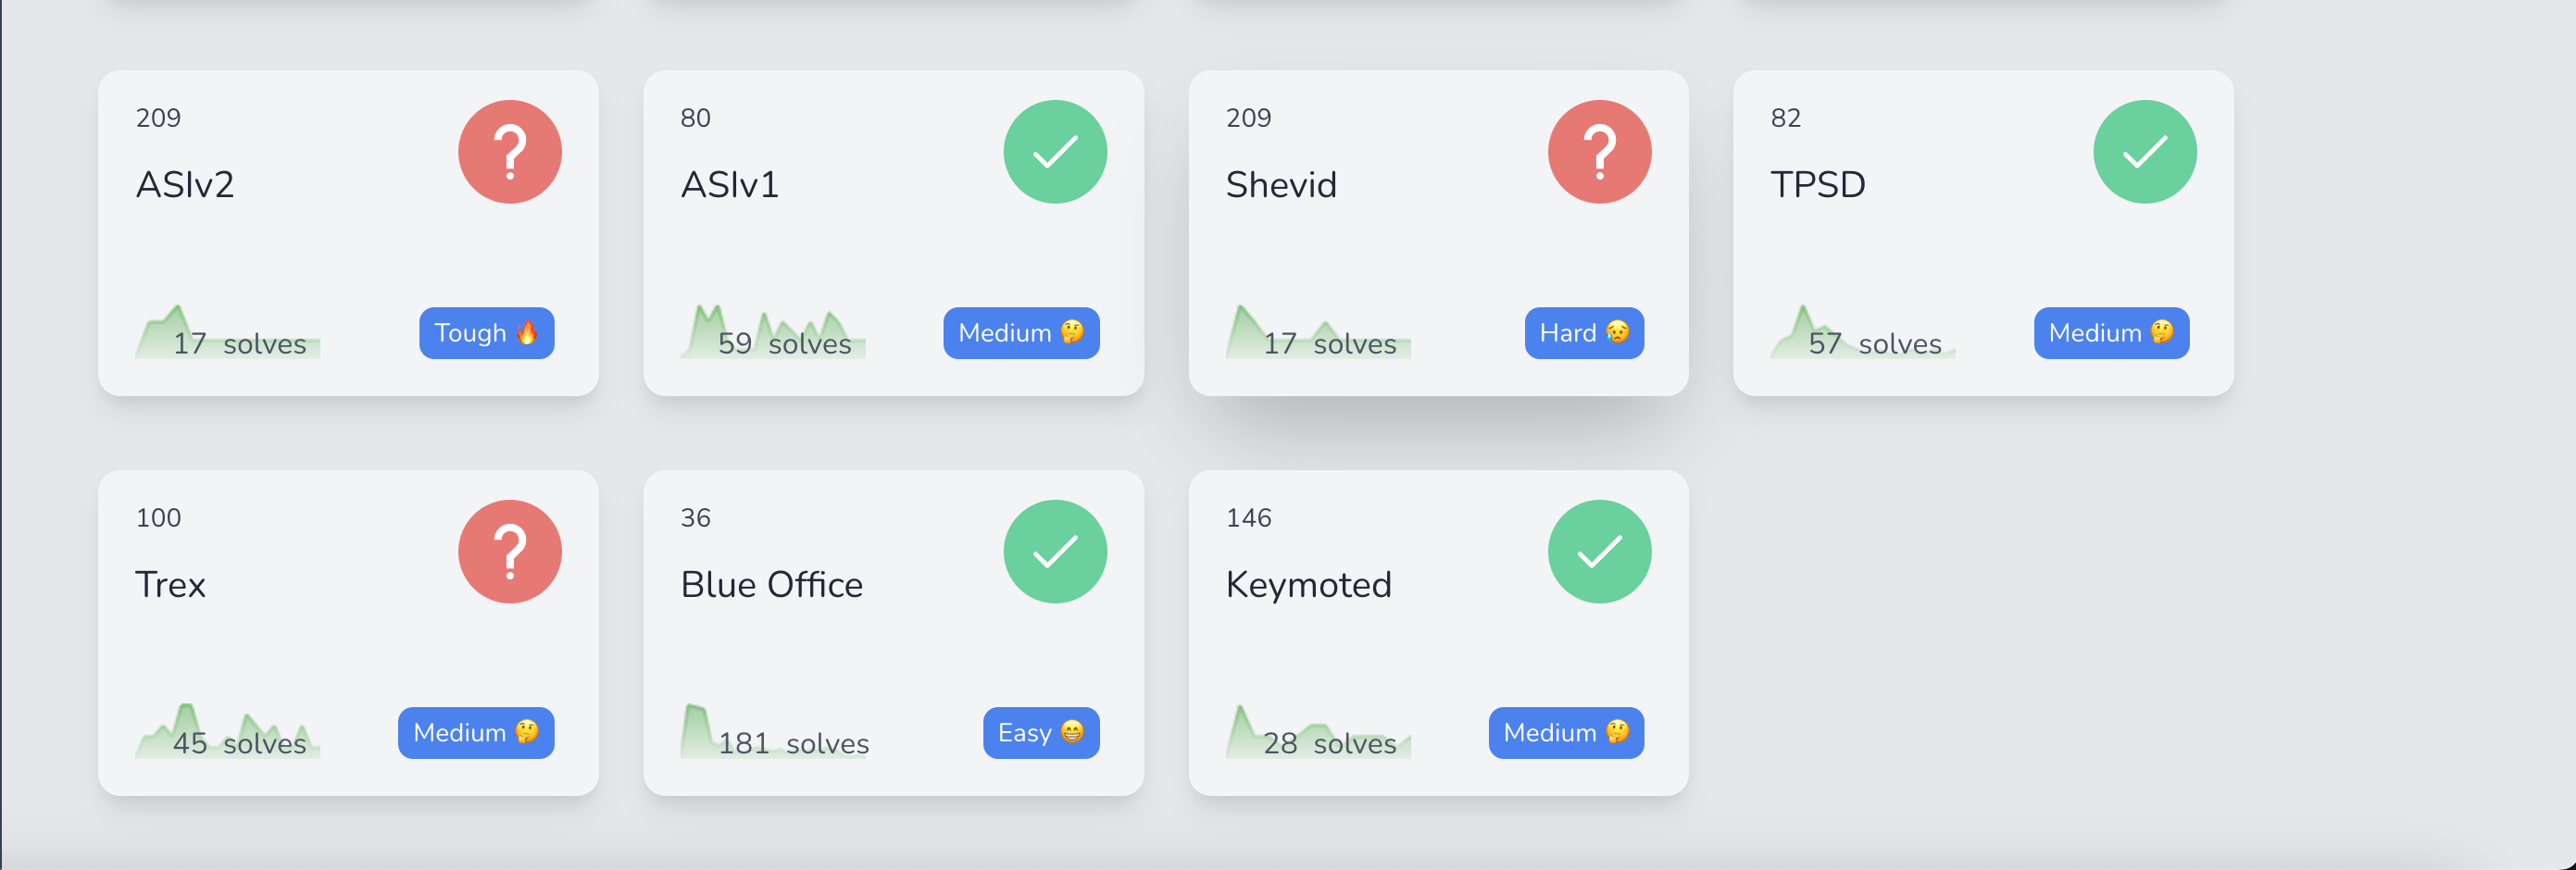 209
ASIv2
17 solves
Tough 🔥
80
ASIv1
59 solves
Medium 🤔
209
Shevid
17 solves
Hard 😥
82
TPSD
57 solves
Medium 🤔
100
Trex
45 solves
Medium 🤔
36
Blue Office
181 solves
Easy 😁
146
Keymoted
28 solves
Medium 🤔